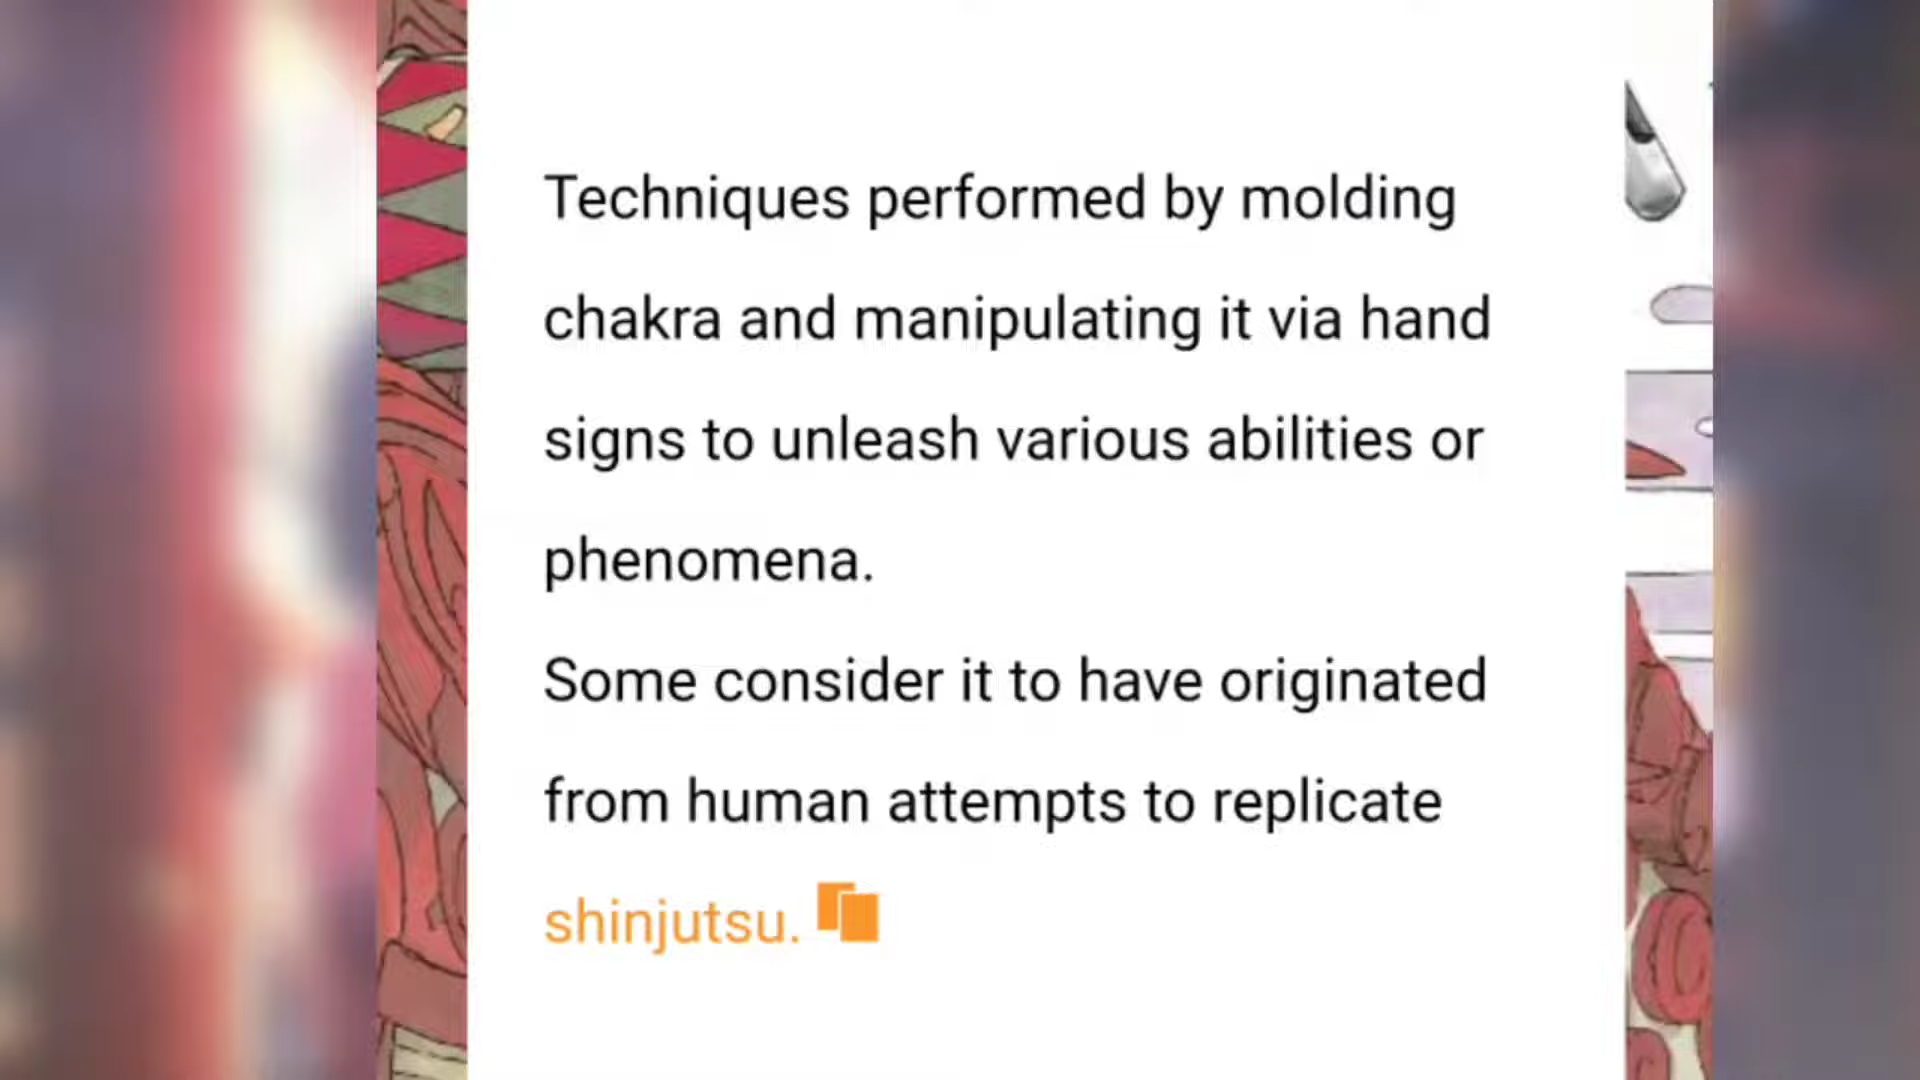 Techniques performed by molding
chakra and manipulating it via hand
signs to unleash various abilities or
phenomena.
Some consider it to have originated
from human attempts to replicate
shinjutsu.